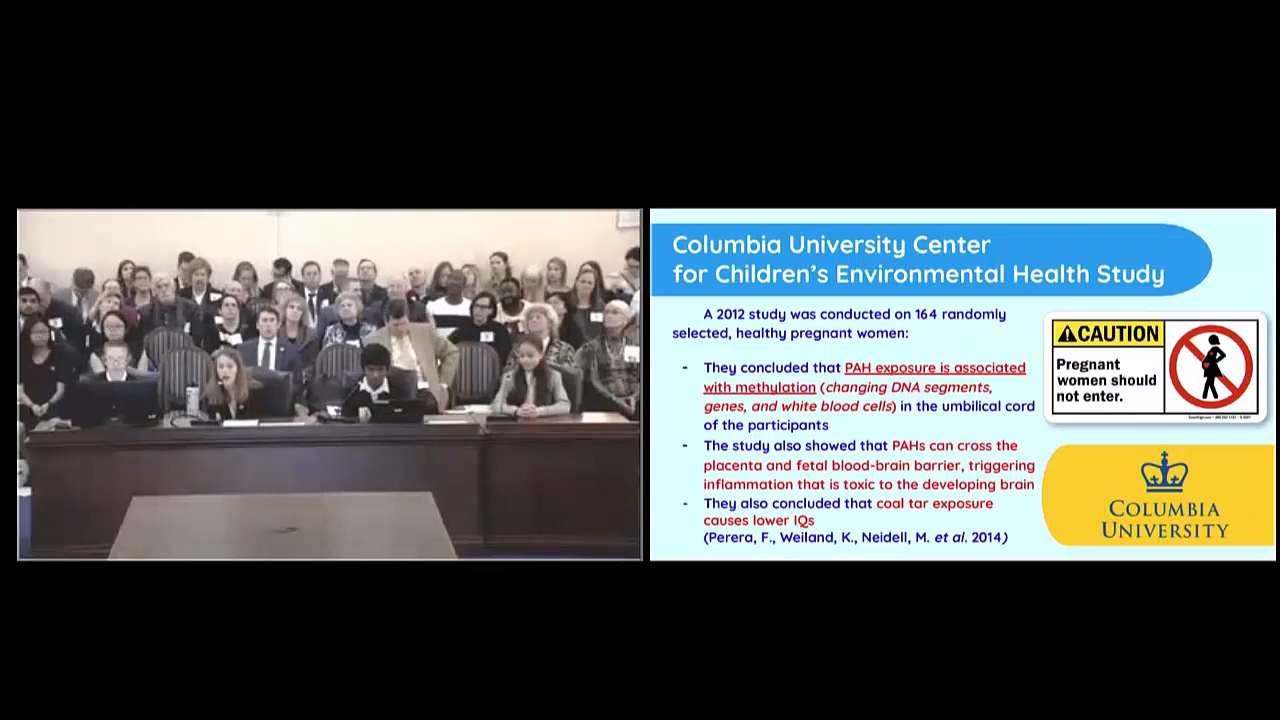 Columbia University Center
for Children's Environmental Health Study
A 2012 study was conducted on 164 randomly
selected, healthy pregnant women:
- They concluded that PAH exposure is associated
with methylation (changing DNA segments,
genes, and white blood cells) in the umbilical cord
of the participants
- The study also showed that PAHs can cross the
placenta and fetal blood-brain barrier, triggering
inflammation that is toxic to the developing brain
- They also concluded that coal tar exposure
causes lower IQs
(Perera, F., Weiland, K., Neidell, M. et al. 2014)
CAUTION
Pregnant
women should
not enter.
COLUMBIA
UNIVERSITY